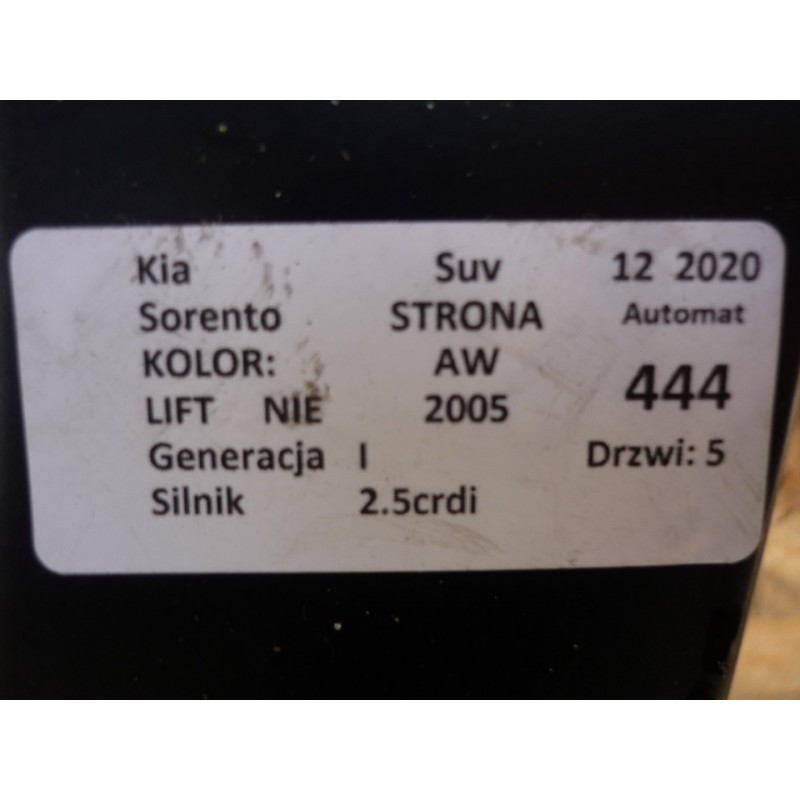 Kia Suv 12 2020
Sorento STRONA Automat
KOLOR: AW 444
LIFT NIE 2005
Generacja I Drzwi: 5
Silnik 2.5crdi